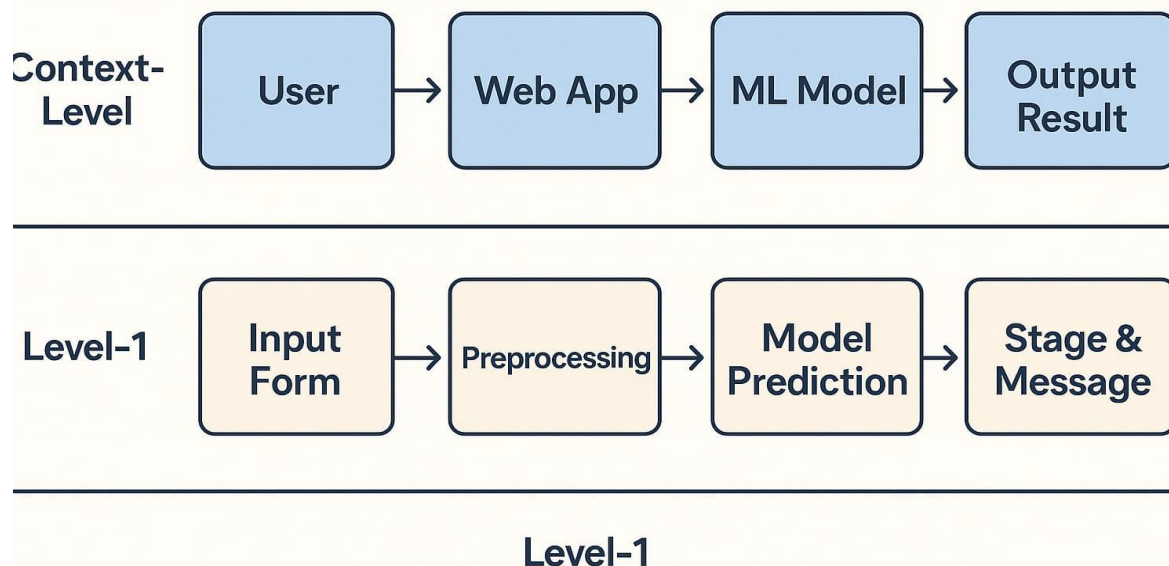 Context-
Level
User
Web App
ML Model
Output
Result
Level-1
Input
Form
Preprocessing
Model
Prediction
Stage &
Message
Level-1